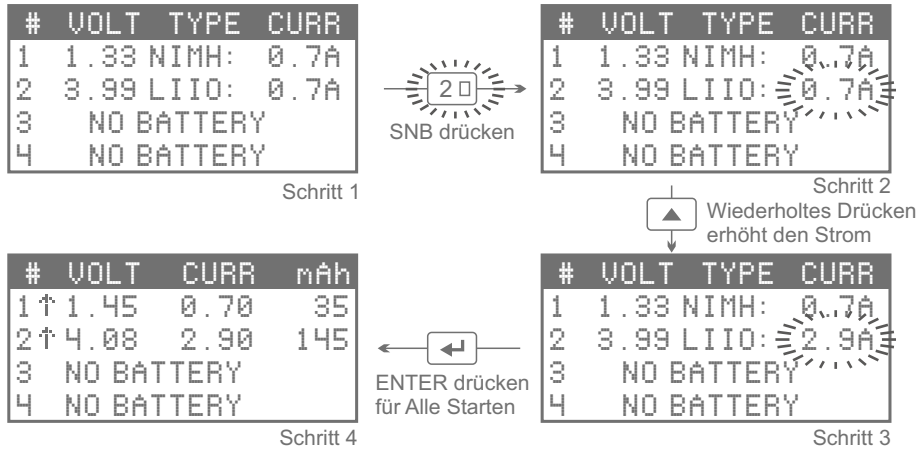 # VOLT TYPE CURR
1 1.33 NIMH: 0.7A
2 3.99 LIIO: 0.7A
3 NO BATTERY
4 NO BATTERY
Schritt 1
2
SNB drücken
# VOLT TYPE CURR
1 1.33 NIMH: 0.7A
2 3.99 LIIO: 0.7A
3 NO BATTERY
4 NO BATTERY
Schritt 2
Wiederholtes Drücken
erhöht den Strom
# VOLT TYPE CURR
1 1.33 NIMH: 0.7A
2 3.99 LIIO: 2.9A
3 NO BATTERY
4 NO BATTERY
Schritt 3
ENTER drücken
für Alle Starten
# VOLT CURR mAh
1↑1.45 0.70 35
2↑4.08 2.90 145
3 NO BATTERY
4 NO BATTERY
Schritt 4